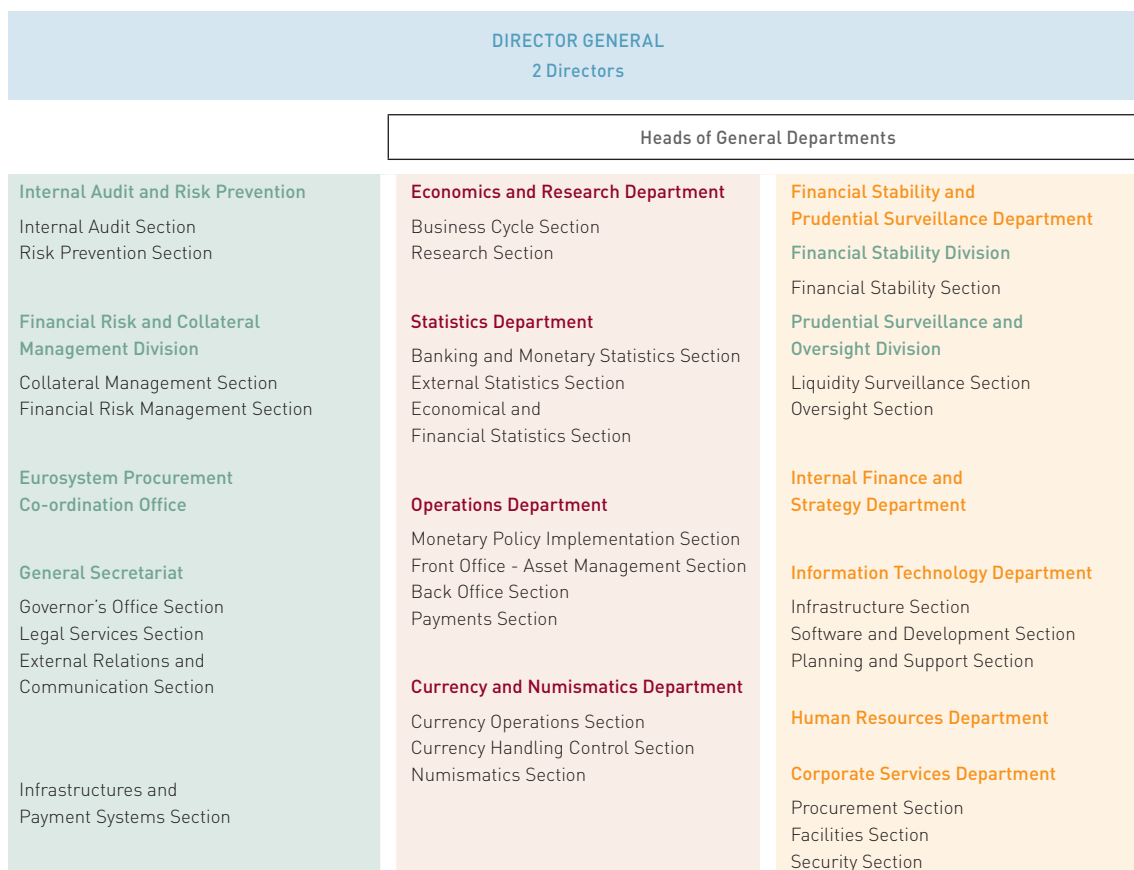 DIRECTOR GENERAL
2 Directors
Heads of General Departments
Internal Audit and Risk Prevention
Internal Audit Section
Risk Prevention Section
Financial Risk and Collateral
Management Division
Collateral Management Section
Financial Risk Management Section
Eurosystem Procurement
Co-ordination Office
General Secretariat
Governor's Office Section
Legal Services Section
External Relations and
Communication Section
Infrastructures and
Payment Systems Section
Economics and Research Department
Business Cycle Section
Research Section
Statistics Department
Banking and Monetary Statistics Section
External Statistics Section
Economical and
Financial Statistics Section
Operations Department
Monetary Policy Implementation Section
Front Office - Asset Management Section
Back Office Section
Payments Section
Currency and Numismatics Department
Currency Operations Section
Currency Handling Control Section
Numismatics Section
Financial Stability and
Prudential Surveillance Department
Financial Stability Division
Financial Stability Section
Prudential Surveillance and
Oversight Division
Liquidity Surveillance Section
Oversight Section
Internal Finance and
Strategy Department
Information Technology Department
Infrastructure Section
Software and Development Section
Planning and Support Section
Human Resources Department
Corporate Services Department
Procurement Section
Facilities Section
Security Section